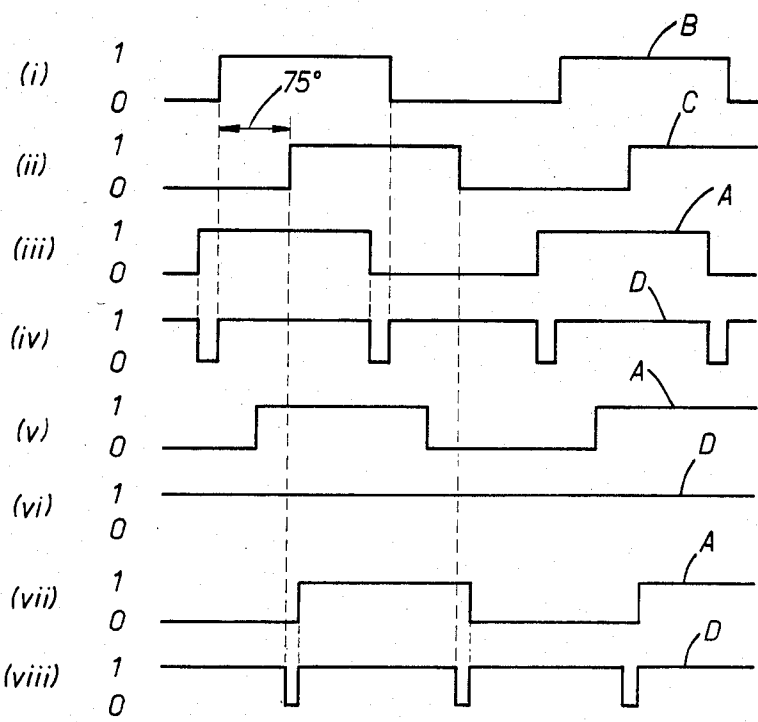 (i) 1 0 B
75°
(ii) 1 0 C
(iii) 1 0 A
(iv) 1 0 D
(v) 1 0 A
(vi) 1 0 D
(vii) 1 0 A
(viii) 1 0 D